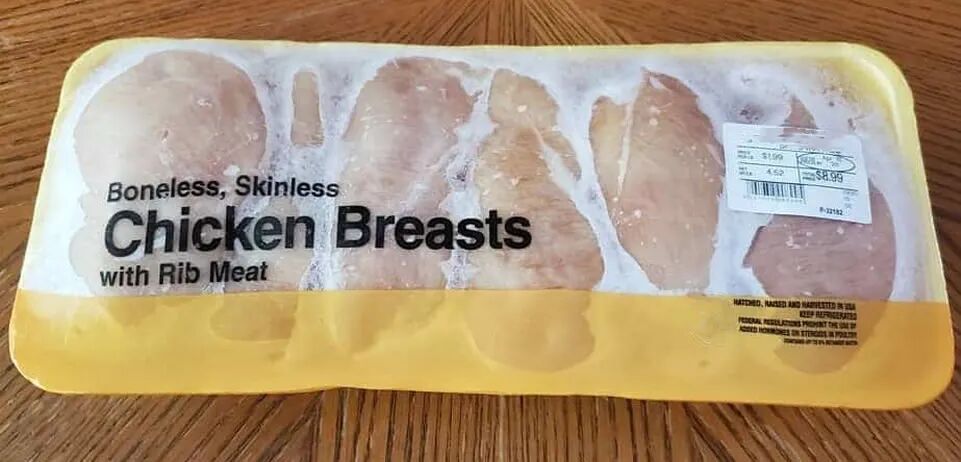 Boneless, Skinless
Chicken Breasts
with Rib Meat
$1.99
4.52
$8.99
P-32182
HATCHED, RAISED AND HARVESTED IN USA
KEEP REFRIGERATED
FEDERAL REGULATIONS PROHIBIT THE USE OF
ADDED HORMONES OR STEROIDS IN POULTRY